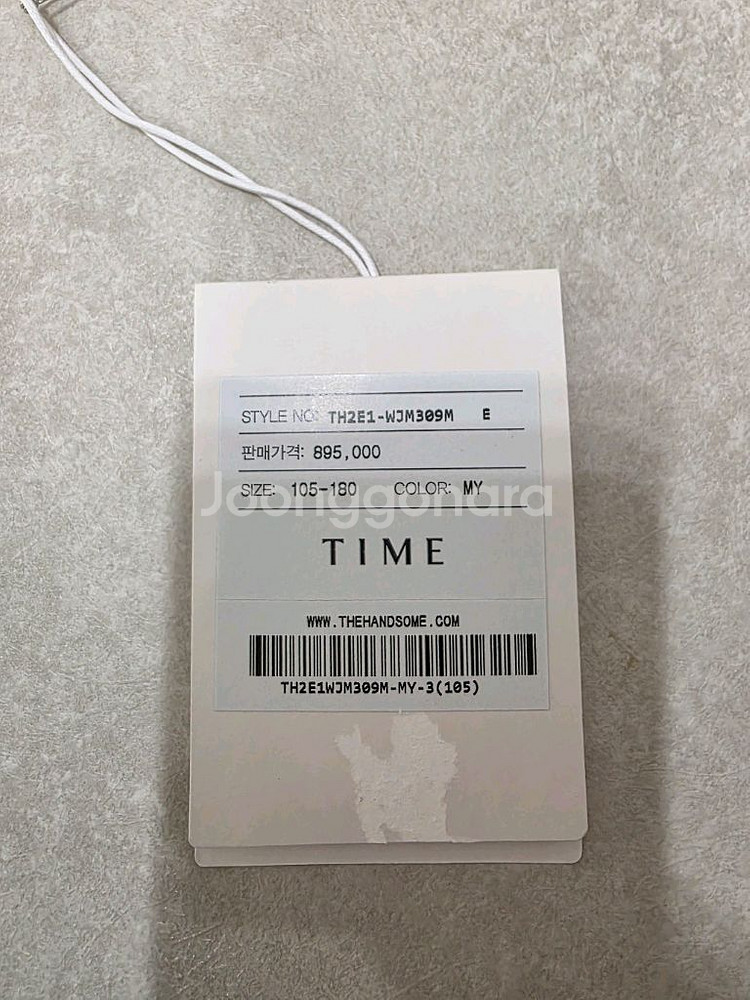 STYLE NO: TH2E1-WJM309M E
판매가격: 895,000
SIZE: 105-180 COLOR: MY
Joonggonara
TIME
WWW.THEHANDSOME.COM
TH2E1WJM309M-MY-3(105)